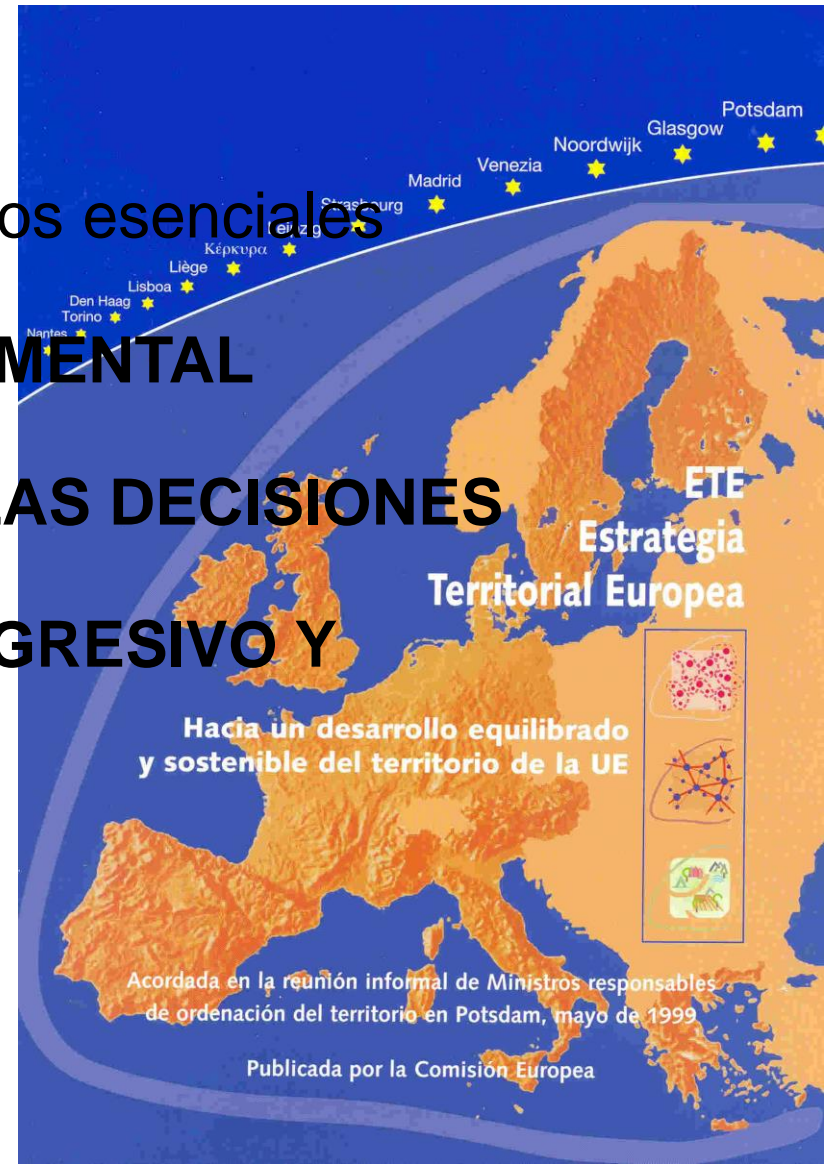 Potsdam
Glasgow
Noordwijk
Venezia
Madrid
Strasbourg
os esenciales
Leipzig
Κέρκυρα
Liège
Lisboa
Den Haag
Torino
Nantes
MENTAL
LAS DECISIONES
GRESIVO Y
ETE
Estrategia
Territorial Europea
Hacia un desarrollo equilibrado
y sostenible del territorio de la UE
Acordada en la reunión informal de Ministros responsables
de ordenación del territorio en Potsdam, mayo de 1999
Publicada por la Comisión Europea